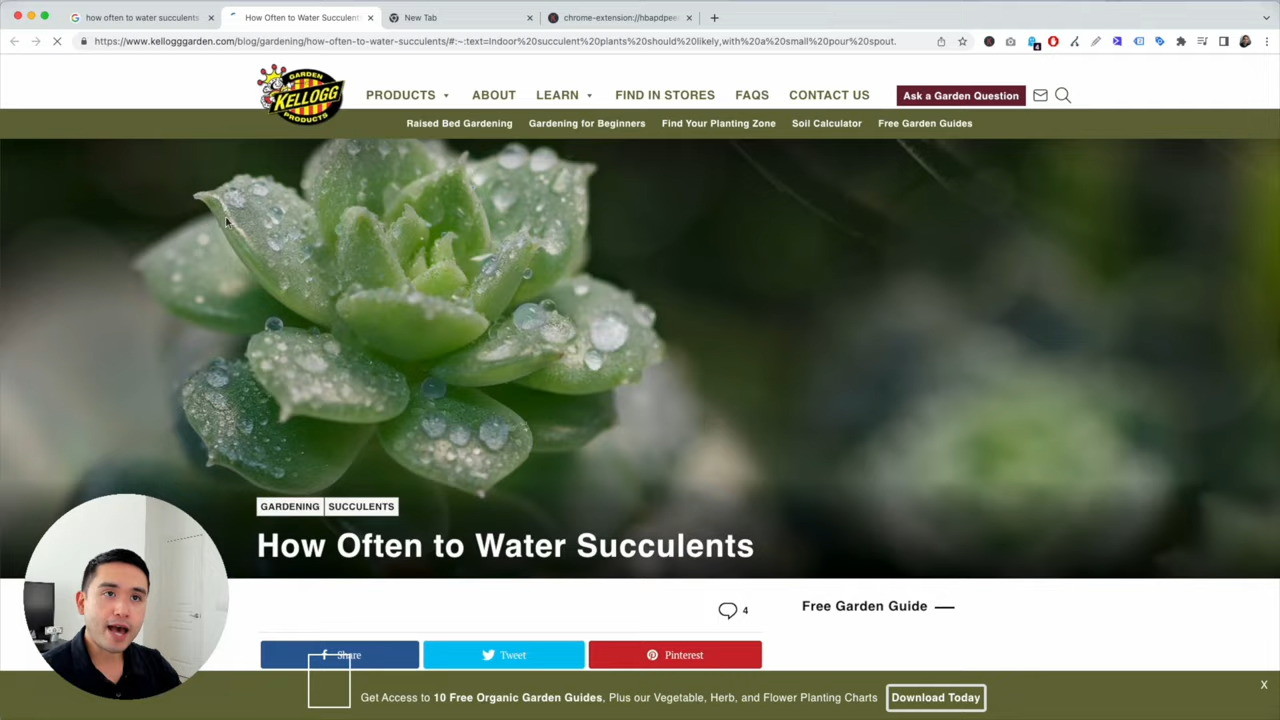 how often to water succulents
How Often to Water Succulent
New Tab
chrome-extension://hbapdpee
https://www.kellogggarden.com/blog/gardening/how-often-to-water-succulents/#:~:text=Indoor%20succulent%20plants%20should%20likely,with%20a%20small%20pour%20spout.
4
GARDEN
KELLOGG
PRODUCTS
PRODUCTS ABOUT LEARN FIND IN STORES FAQS CONTACT US
Ask a Garden Question
Raised Bed Gardening Gardening for Beginners Find Your Planting Zone Soil Calculator Free Garden Guides
GARDENING SUCCULENTS
How Often to Water Succulents
4
Free Garden Guide
Share
Tweet
Pinterest
Get Access to 10 Free Organic Garden Guides, Plus our Vegetable, Herb, and Flower Planting Charts
Download Today
X